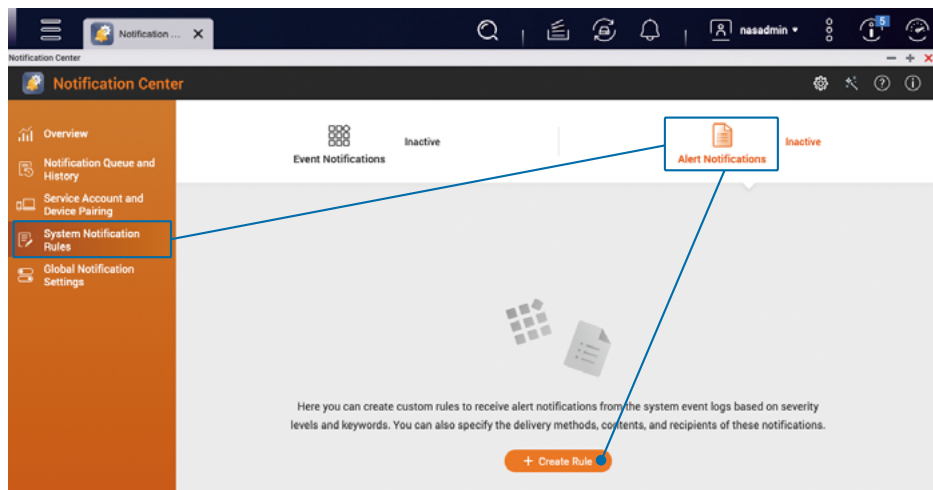 Notification ...
nasadmin
5
Notification Center
Notification Center
Overview
Notification Queue and
History
Service Account and
Device Pairing
System Notification
Rules
Global Notification
Settings
Event Notifications
Inactive
Alert Notifications
Inactive
Here you can create custom rules to receive alert notifications from the system event logs based on severity
levels and keywords. You can also specify the delivery methods, contents, and recipients of these notifications.
+ Create Rule